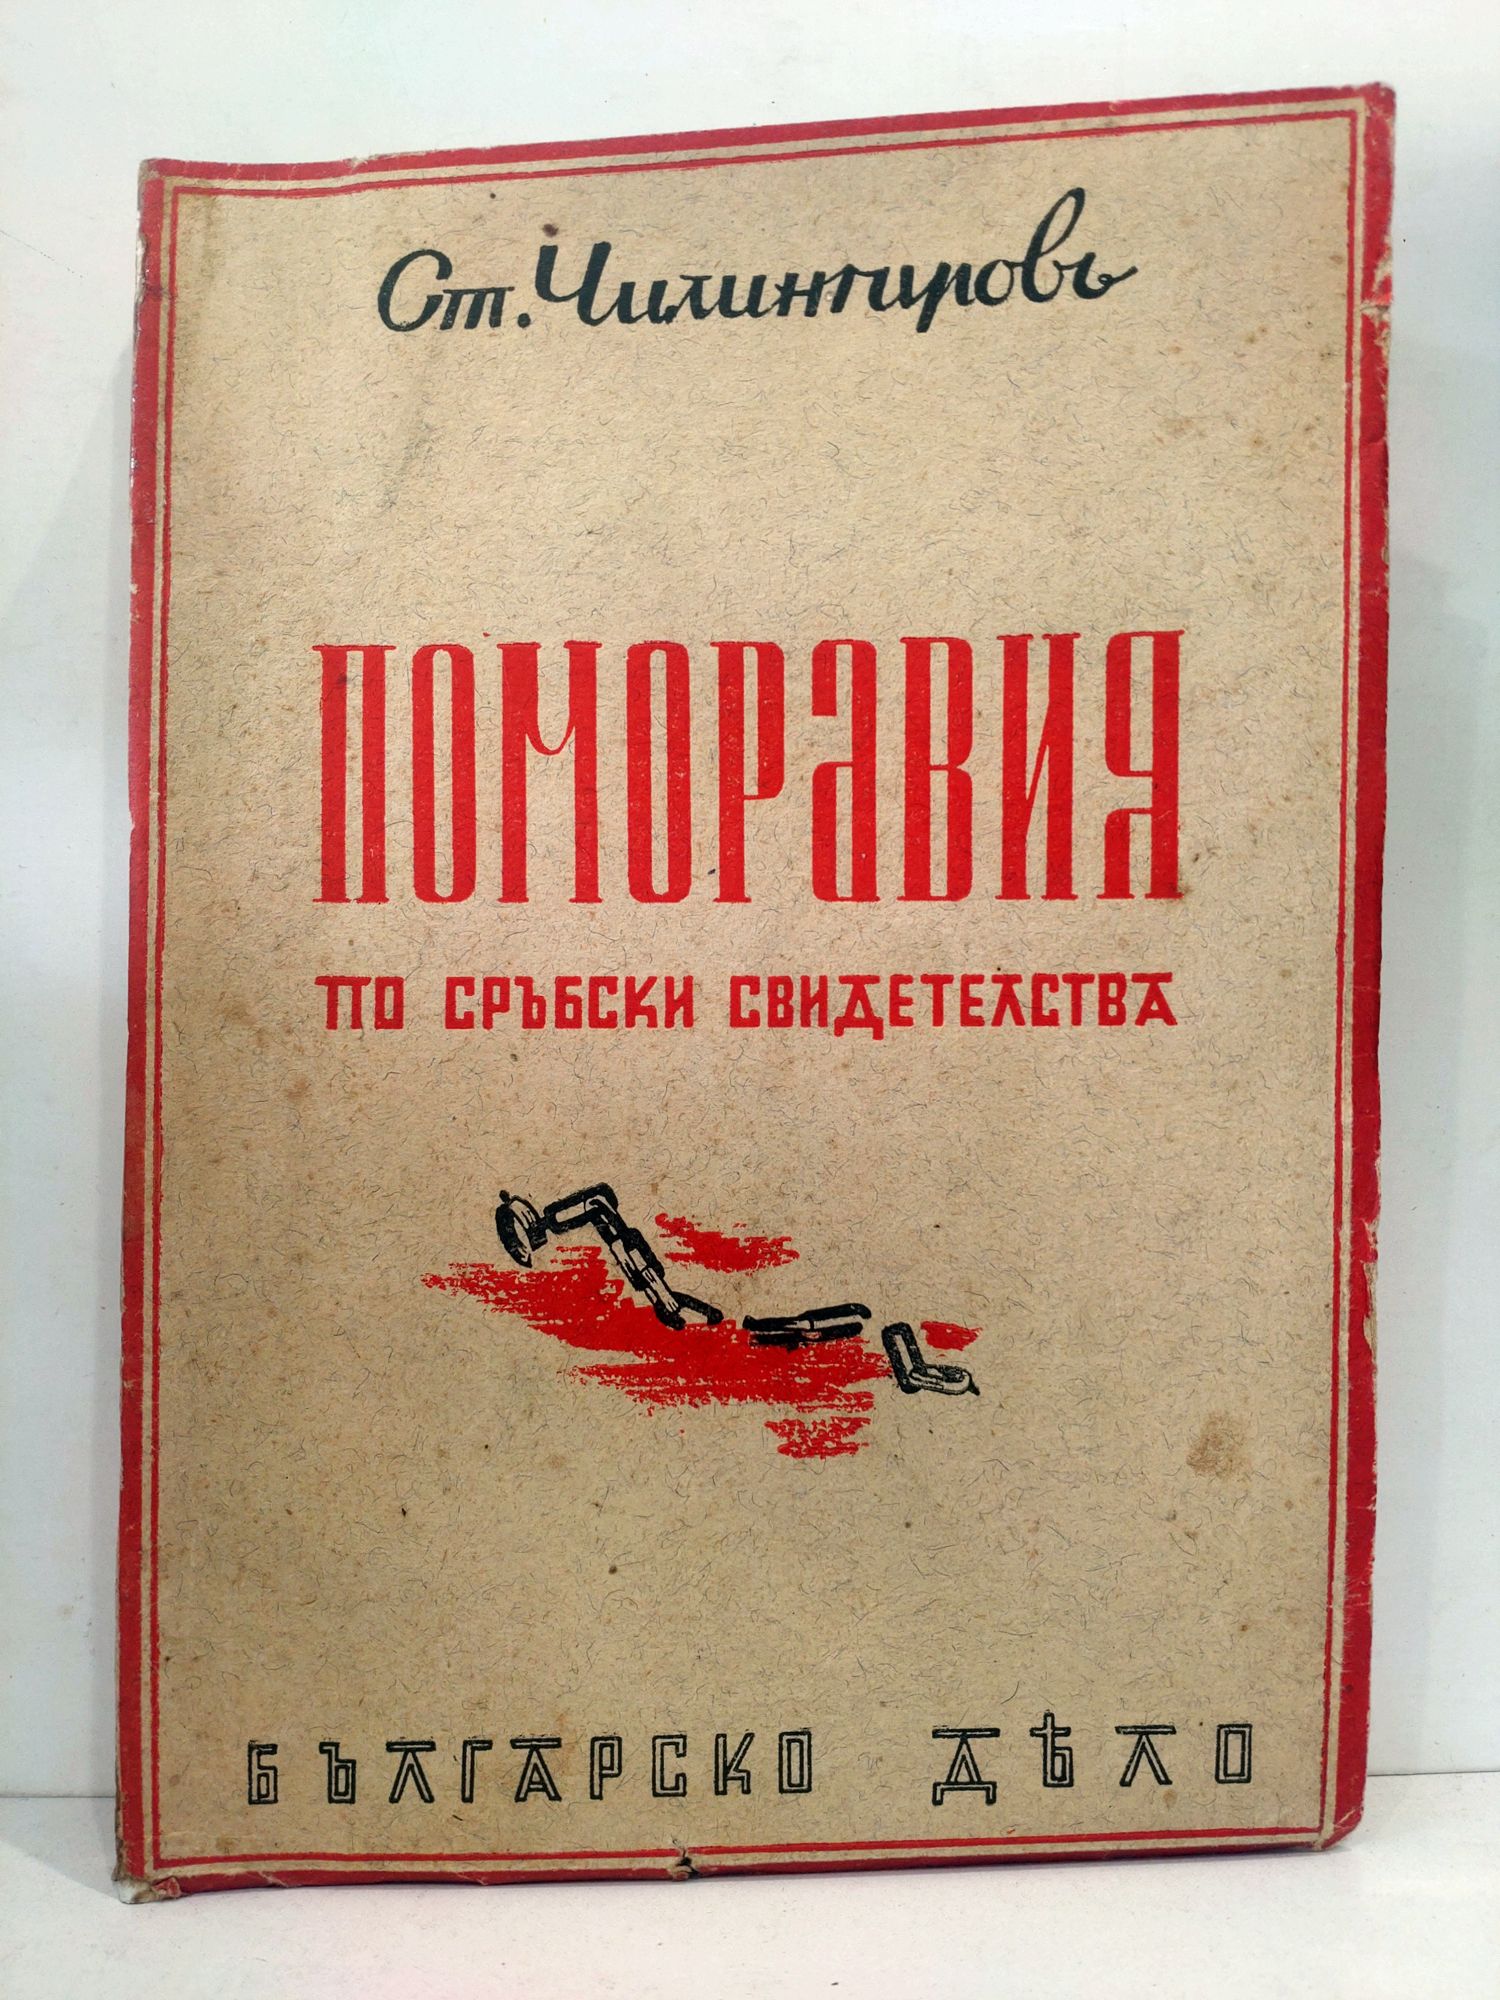 Ст. Чилингировъ
ПОМОРАВИЯ
ПО СРЪБСКИ СВИДЕТЕЛСТВА
БЪЛГАРСКО ДѢЛО